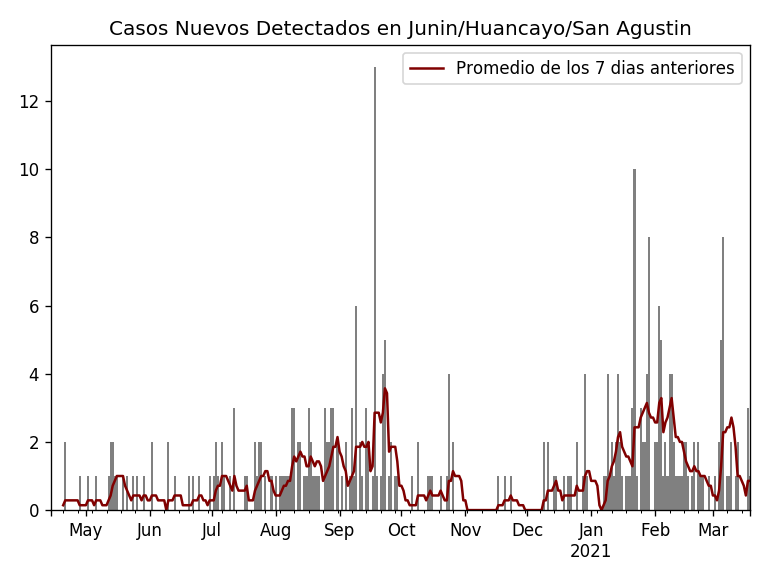 Casos Nuevos Detectados en Junin/Huancayo/San Agustin
Promedio de los 7 dias anteriores
12
10
8
6
4
2
0
May Jun Jul Aug Sep Oct Nov Dec Jan Feb Mar
2021